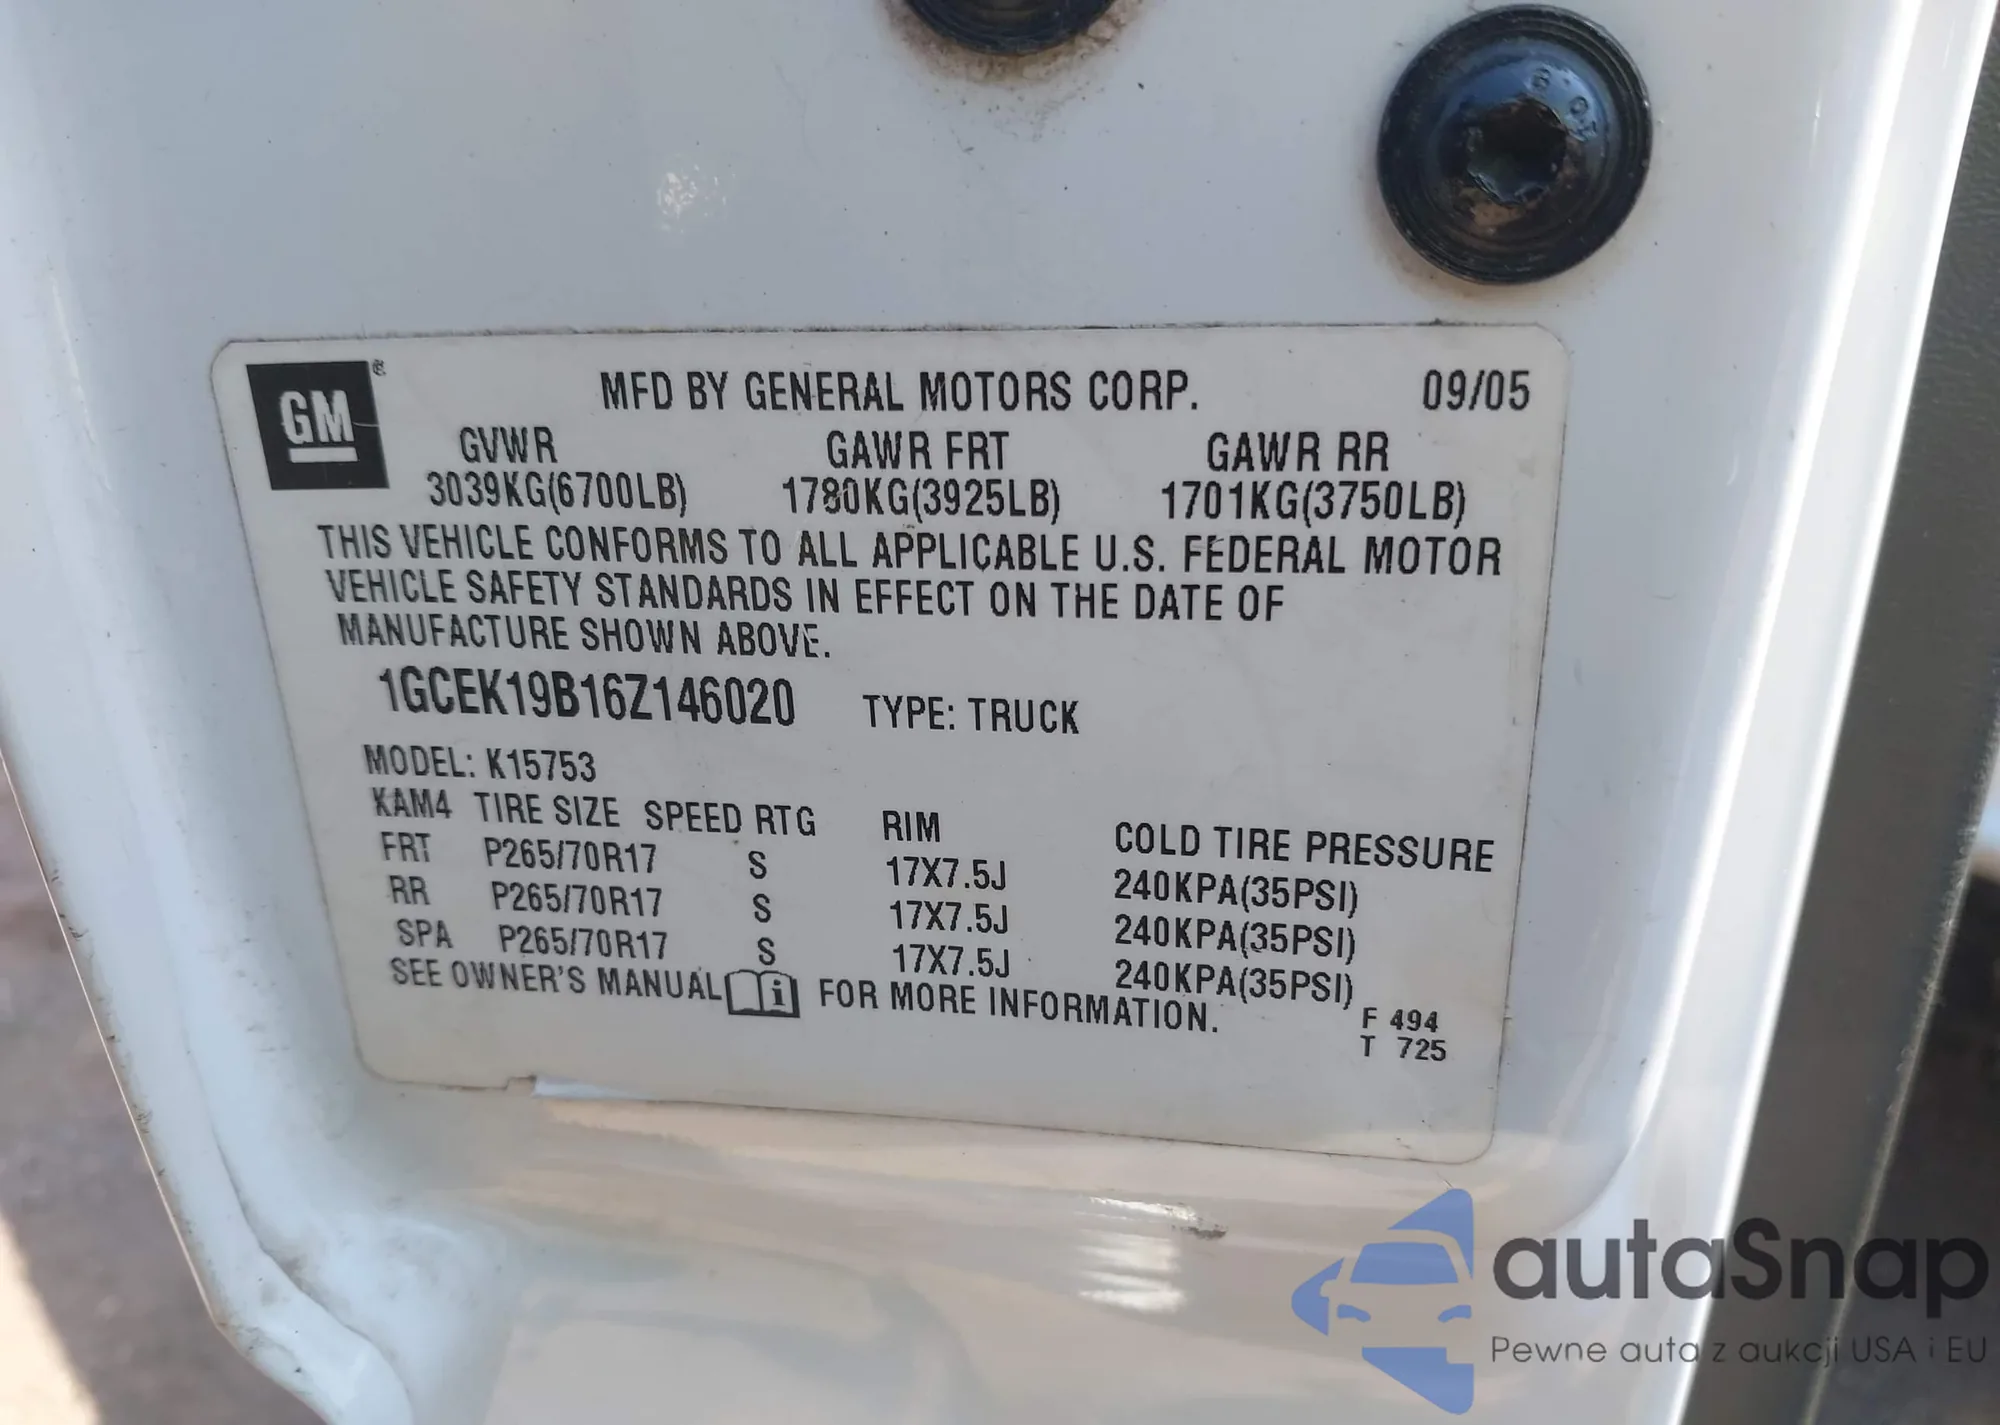 GM®
MFD BY GENERAL MOTORS CORP. 09/05
GVWR GAWR FRT GAWR RR
3039KG(6700LB) 1780KG(3925LB) 1701KG(3750LB)
THIS VEHICLE CONFORMS TO ALL APPLICABLE U.S. FEDERAL MOTOR
VEHICLE SAFETY STANDARDS IN EFFECT ON THE DATE OF
MANUFACTURE SHOWN ABOVE.
1GCEK19B16Z146020 TYPE: TRUCK
MODEL: K15753
KAM4 TIRE SIZE SPEED RTG RIM COLD TIRE PRESSURE
FRT P265/70R17 S 17X7.5J 240KPA(35PSI)
RR P265/70R17 S 17X7.5J 240KPA(35PSI)
SPA P265/70R17 S 17X7.5J 240KPA(35PSI)
SEE OWNER'S MANUAL i FOR MORE INFORMATION.
F 494
T 725
autoSnap
Pewne auta z aukcji USA i EU